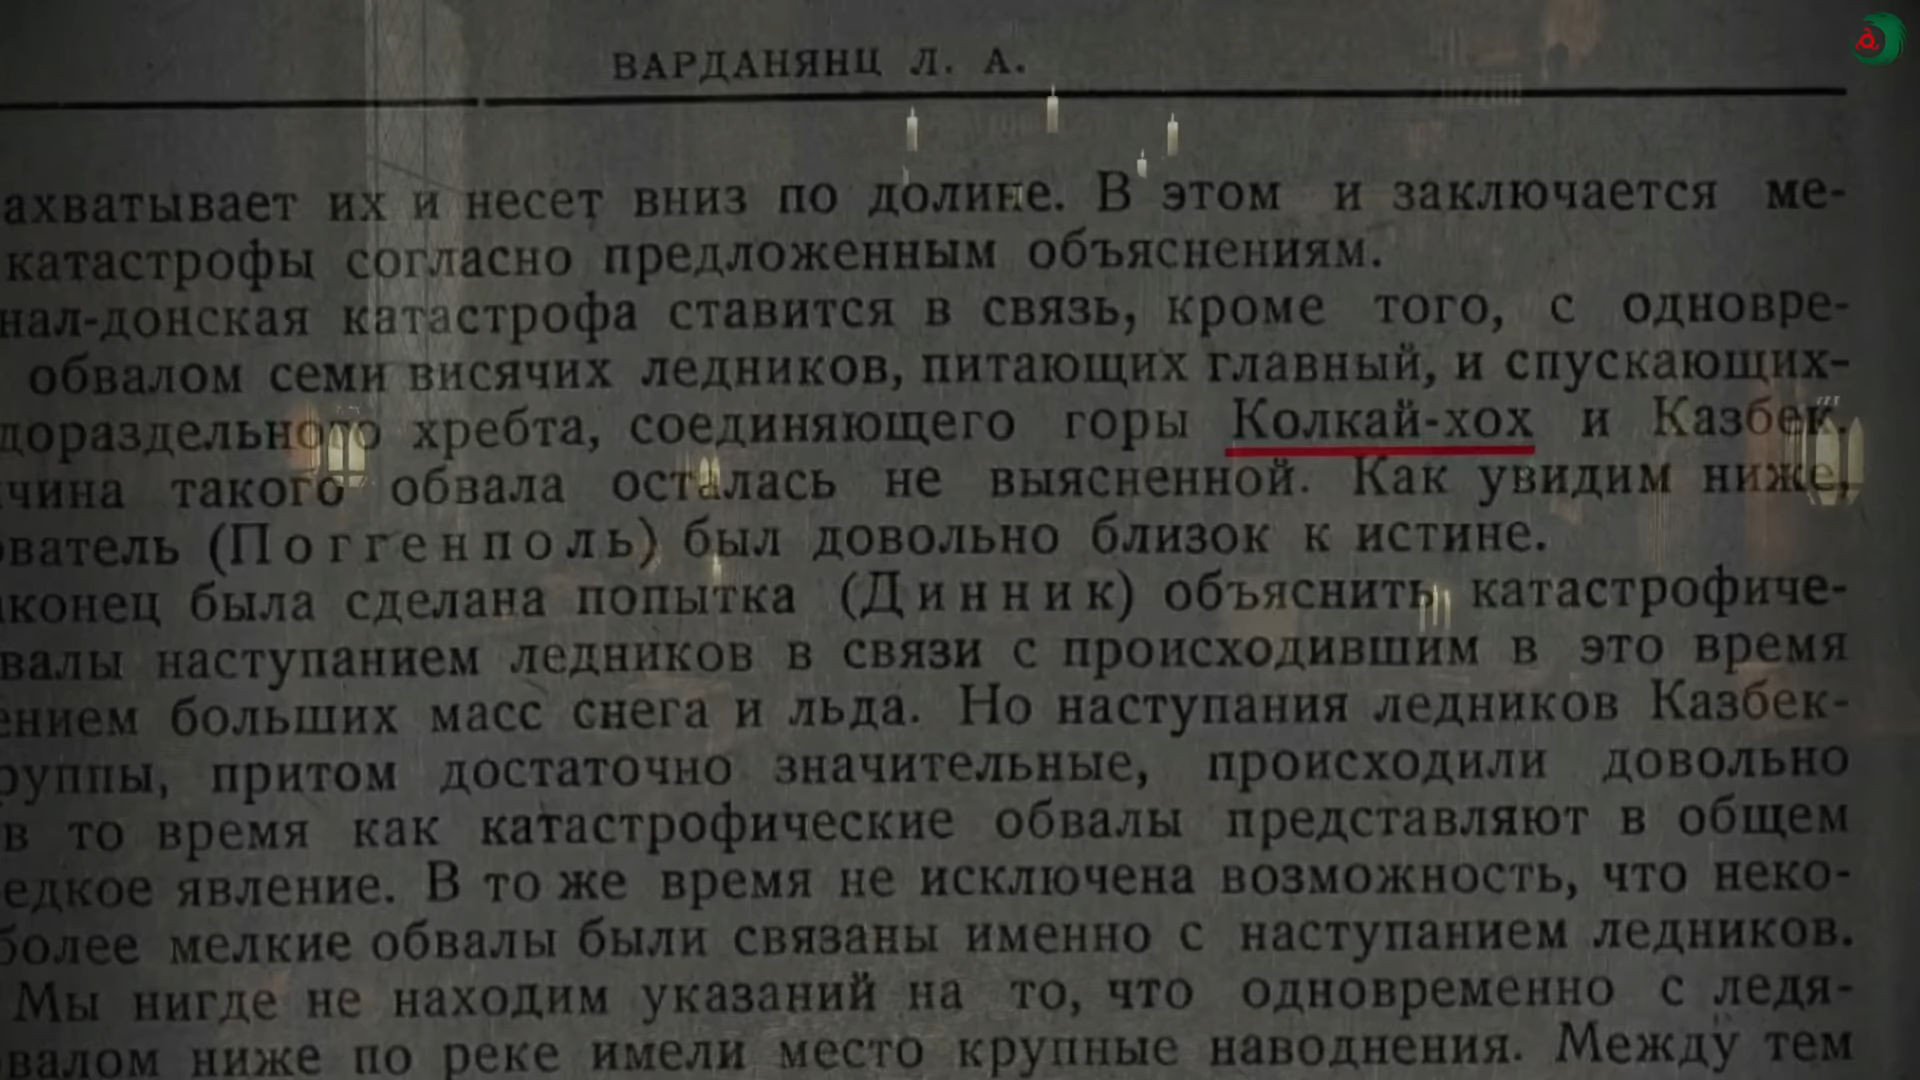 ВАРДАНЯНЦ Л. А.
ахватывает их и несет вниз по долине. В этом и заключается ме-
катастрофы согласно предложенным объяснениям.
нал-донская катастрофа ставится в связь, кроме того, с одновре-
обвалом семи висячих ледников, питающих главный, и спускающих-
дораздельного хребта, соединяющего горы Колкай-хох и Казбек.
чина такого обвала осталась не выясненной. Как увидим ниже,
ователь (Поггенполь) был довольно близок к истине.
конец была сделана попытка (Динник) объяснить катастрофиче-
валы наступанием ледников в связи с происходившим в это время
ением больших масс снега и льда. Но наступания ледников Казбек-
руппы, притом достаточно значительные, происходили довольно
в то время как катастрофические обвалы представляют в общем
едкое явление. В то же время не исключена возможность, что неко-
более мелкие обвалы были связаны именно с наступанием ледников.
Мы нигде не находим указаний на то, что одновременно с ледя-
валом ниже по реке имели место крупные наводнения. Между тем